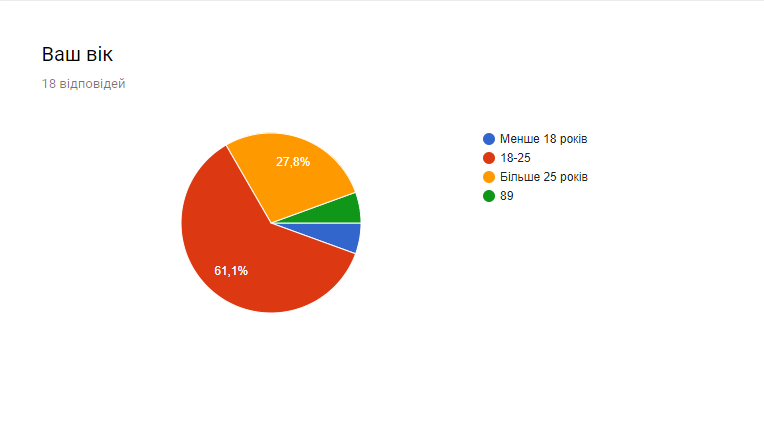 Ваш вік
18 відповідей
27,8%
61,1%
Менше 18 років
18-25
Більше 25 років
89